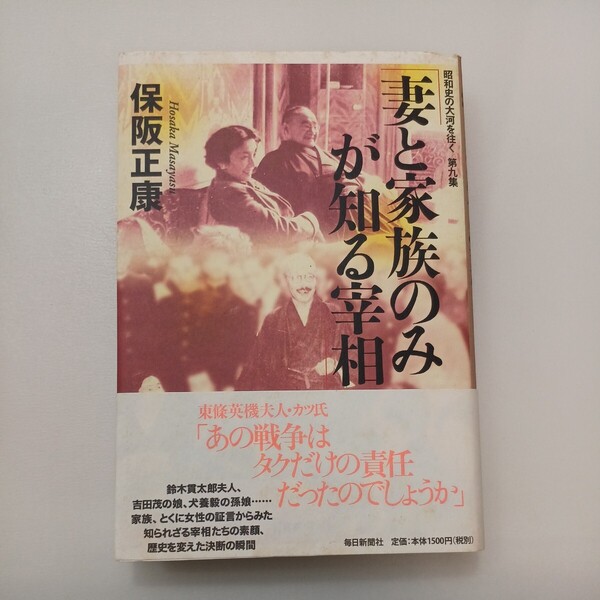 昭和史の大河を往く 第九集
「妻と家族のみ
が知る宰相」
保阪正康
Hosaka Masayasu
東條英機夫人・カツ氏
「あの戦争は
タクだけの責任
だったのでしょうか」
鈴木貫太郎夫人、
吉田茂の娘、犬養毅の孫娘……
家族、とくに女性の証言からみた
知られざる宰相たちの素顔、
歴史を変えた決断の瞬間
毎日新聞社 定価:本体1500円(税別)